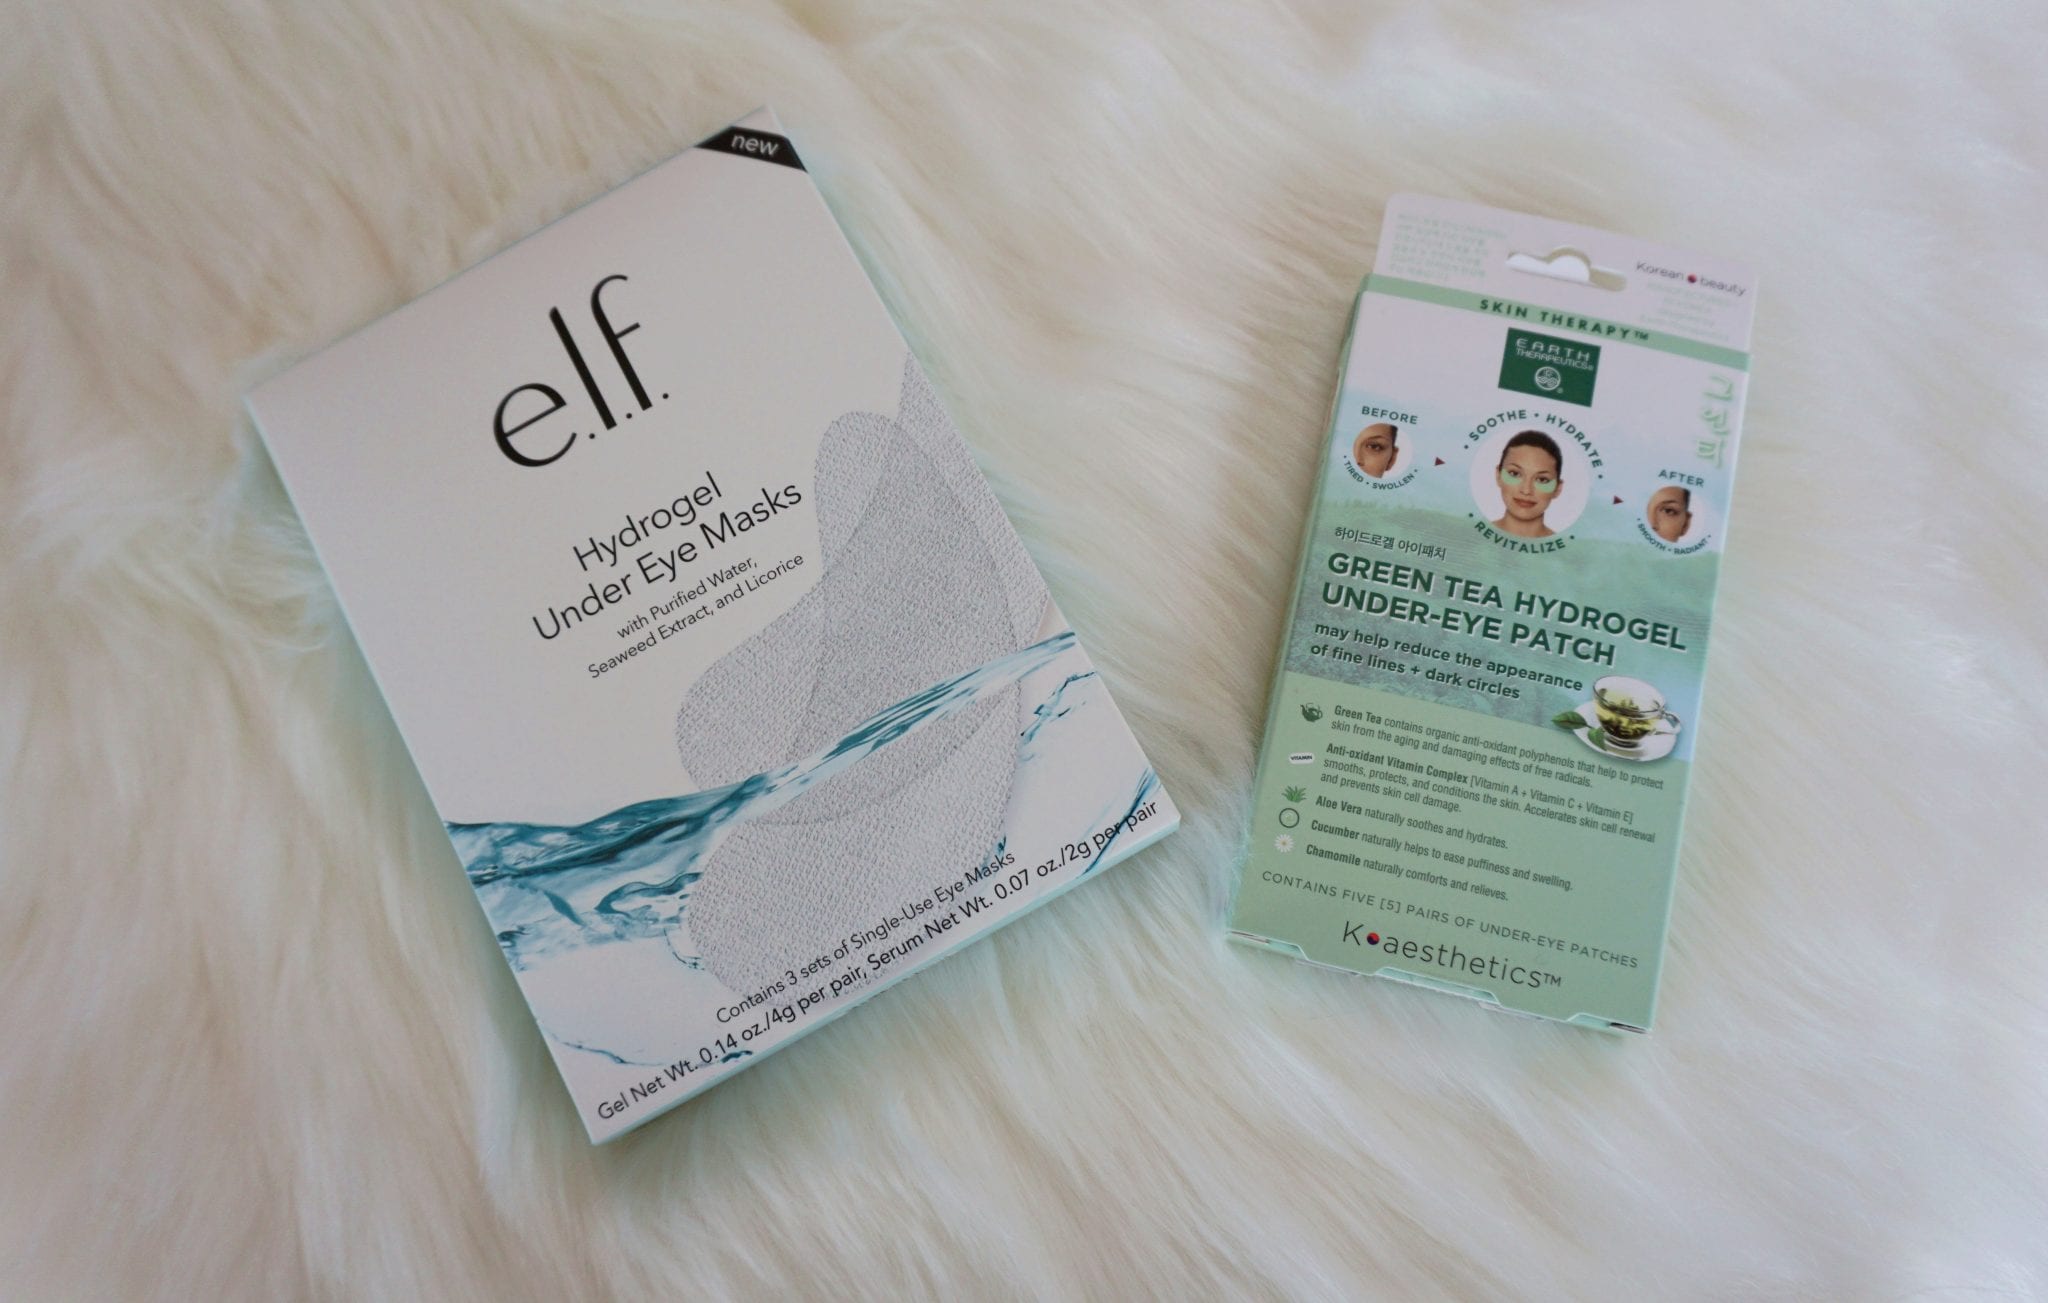 new
e.l.f.
Hydrogel
Under Eye Masks
with Purified Water,
Seaweed Extract, and Licorice
Contains 3 sets of Single-Use Eye Masks
Gel Net Wt. 0.14 oz./4g per pair, Serum Net Wt. 0.07 oz./2g per pair
Korean beauty
SKIN THERAPY™
EARTH
THERAPEUTICS®
BEFORE
TIRED • SWOLLEN
• SOOTHE • HYDRATE •
• REVITALIZE •
AFTER
• SMOOTH • RADIANT •
하이드로겔 아이패치
GREEN TEA HYDROGEL
UNDER-EYE PATCH
may help reduce the appearance
of fine lines + dark circles
Green Tea contains organic anti-oxidant polyphenols that help to protect
skin from the aging and damaging effects of free radicals.
VITAMIN
Anti-oxidant Vitamin Complex [Vitamin A + Vitamin C + Vitamin E]
smooths, protects, and conditions the skin. Accelerates skin cell renewal
and prevents skin cell damage.
Aloe Vera naturally soothes and hydrates.
Cucumber naturally helps to ease puffiness and swelling.
Chamomile naturally comforts and relieves.
CONTAINS FIVE [5] PAIRS OF UNDER-EYE PATCHES
K aesthetics™